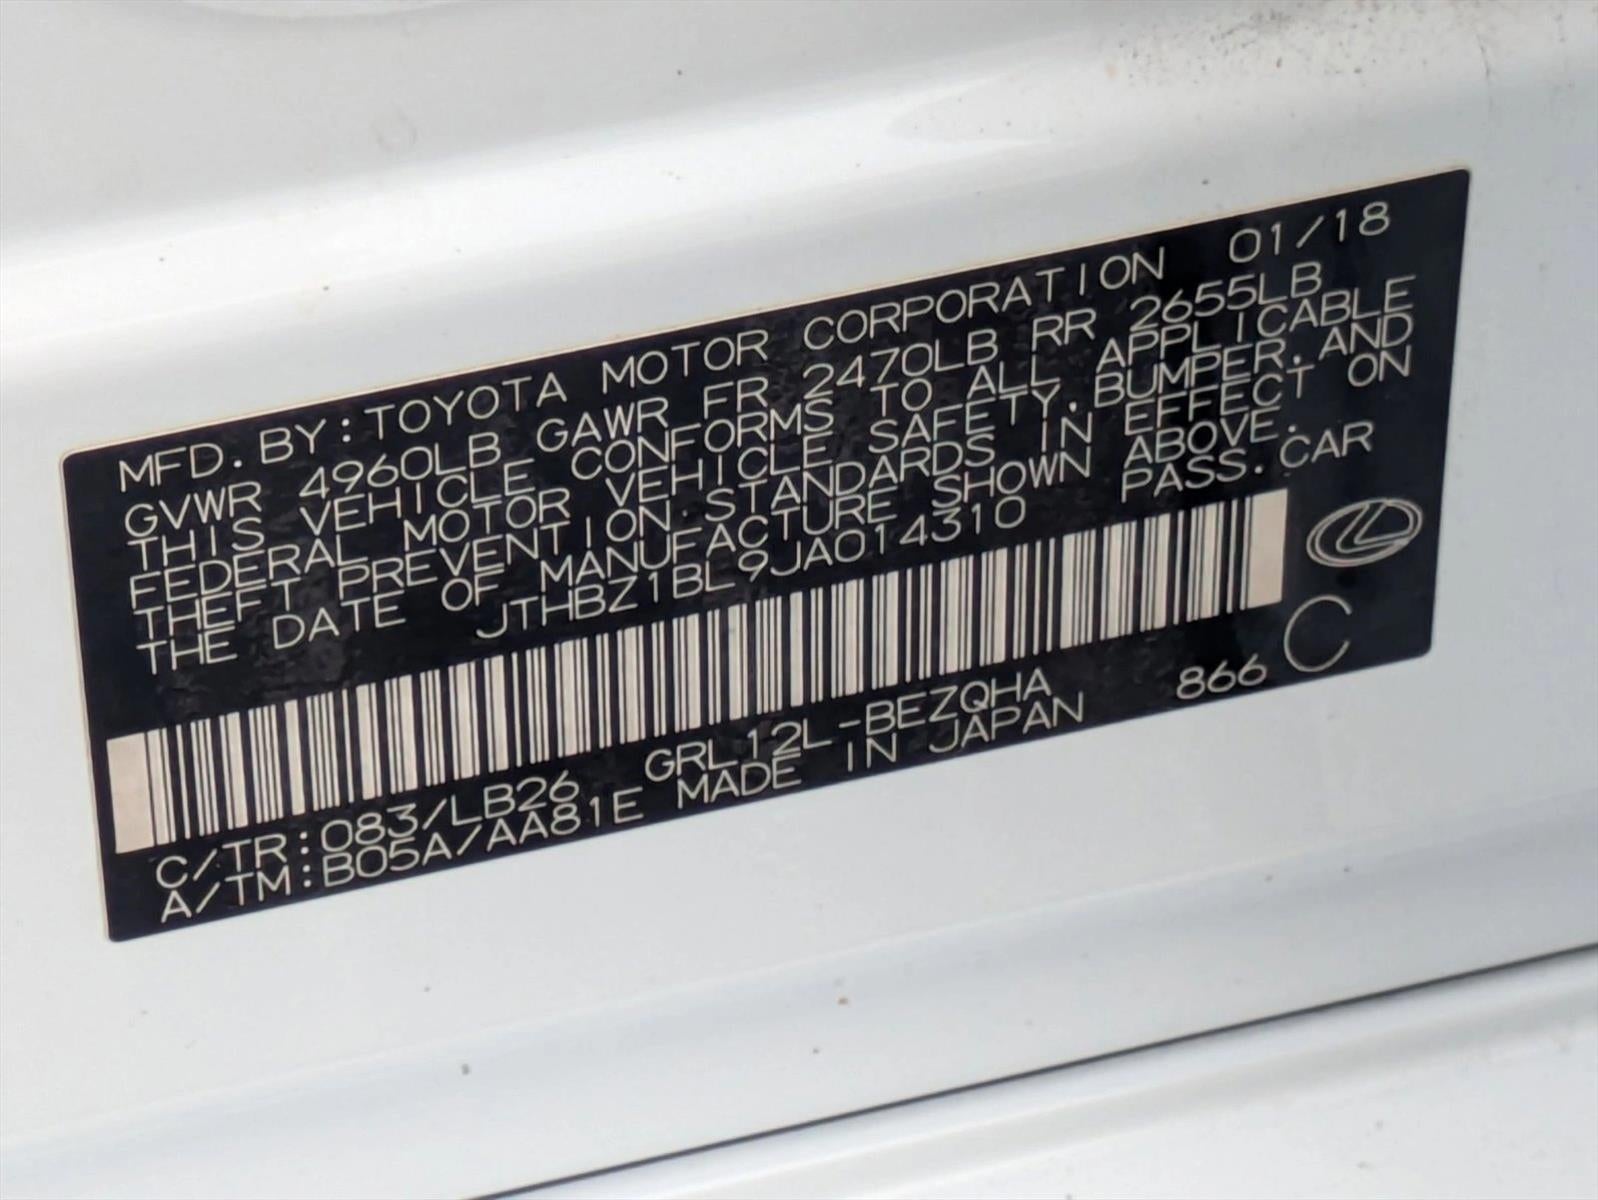 MFD. BY:TOYOTA MOTOR CORPORATION 01/18
GVWR 4960LB GAWR FR 2470LB RR 2655LB
THIS VEHICLE CONFORMS TO ALL APPLICABLE
FEDERAL MOTOR VEHICLE SAFETY,BUMPER,AND
THEFT PREVENTION STANDARDS IN EFFECT ON
THE DATE OF MANUFACTURE SHOWN ABOVE.
JTHBZ1BL9JA014310 PASS.CAR
C/TR:083/LB26 GRL12L-BEZQHA 866 C
A/TM:B05A/AA81E MADE IN JAPAN